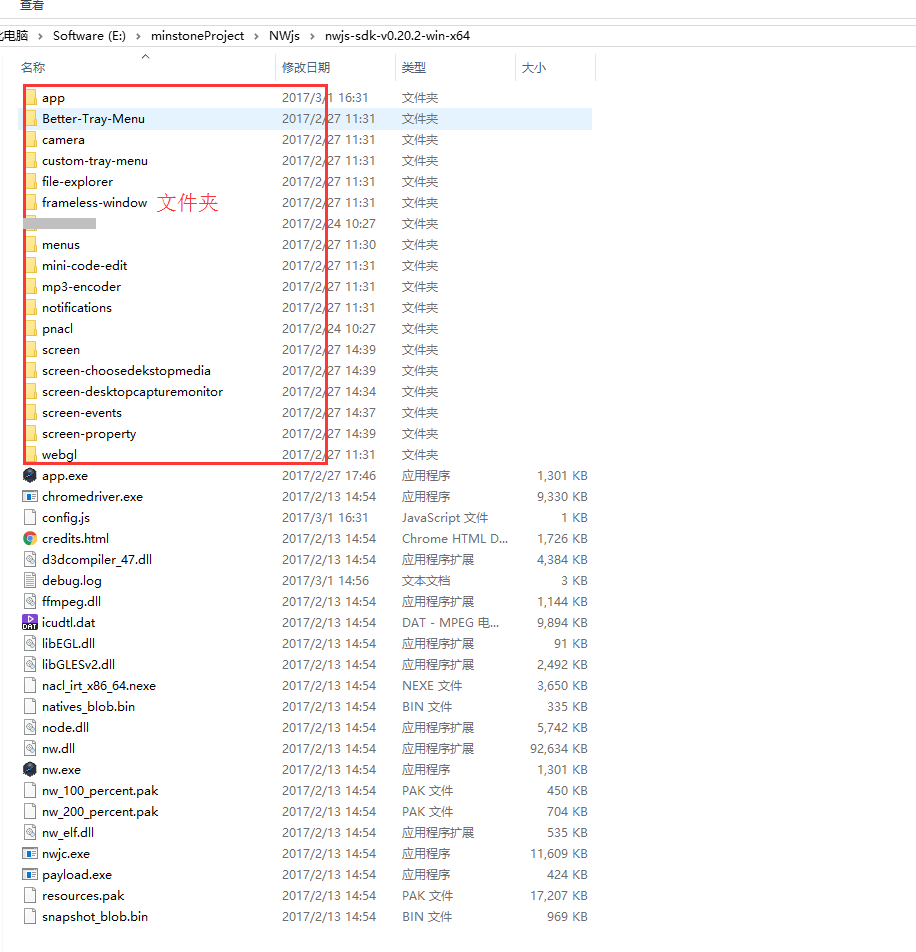 查看
电脑 › Software (E:) › minstoneProject › NWjs › nwjs-sdk-v0.20.2-win-x64
名称 修改日期 类型 大小
app 2017/3/1 16:31 文件夹
Better-Tray-Menu 2017/2/27 11:31 文件夹
camera 2017/2/27 11:31 文件夹
custom-tray-menu 2017/2/27 11:31 文件夹
file-explorer 2017/2/27 11:31 文件夹
frameless-window 文件夹 2017/2/27 11:31 文件夹
2017/2/24 10:27 文件夹
menus 2017/2/27 11:30 文件夹
mini-code-edit 2017/2/27 11:31 文件夹
mp3-encoder 2017/2/27 11:31 文件夹
notifications 2017/2/27 11:31 文件夹
pnacl 2017/2/24 10:27 文件夹
screen 2017/2/27 14:39 文件夹
screen-choosedekstopmedia 2017/2/27 14:39 文件夹
screen-desktopcapturemonitor 2017/2/27 14:34 文件夹
screen-events 2017/2/27 14:37 文件夹
screen-property 2017/2/27 14:39 文件夹
webgl 2017/2/27 11:31 文件夹
app.exe 2017/2/27 17:46 应用程序 1,301 KB
chromedriver.exe 2017/2/13 14:54 应用程序 9,330 KB
config.js 2017/3/1 16:31 JavaScript 文件 1 KB
credits.html 2017/2/13 14:54 Chrome HTML D... 1,726 KB
d3dcompiler_47.dll 2017/2/13 14:54 应用程序扩展 4,384 KB
debug.log 2017/3/1 14:56 文本文档 3 KB
ffmpeg.dll 2017/2/13 14:54 应用程序扩展 1,144 KB
icudtl.dat 2017/2/13 14:54 DAT - MPEG 电... 9,894 KB
libEGL.dll 2017/2/13 14:54 应用程序扩展 91 KB
libGLESv2.dll 2017/2/13 14:54 应用程序扩展 2,492 KB
nacl_irt_x86_64.nexe 2017/2/13 14:54 NEXE 文件 3,650 KB
natives_blob.bin 2017/2/13 14:54 BIN 文件 335 KB
node.dll 2017/2/13 14:54 应用程序扩展 5,742 KB
nw.dll 2017/2/13 14:54 应用程序扩展 92,634 KB
nw.exe 2017/2/13 14:54 应用程序 1,301 KB
nw_100_percent.pak 2017/2/13 14:54 PAK 文件 450 KB
nw_200_percent.pak 2017/2/13 14:54 PAK 文件 704 KB
nw_elf.dll 2017/2/13 14:54 应用程序扩展 535 KB
nwjc.exe 2017/2/13 14:54 应用程序 11,609 KB
payload.exe 2017/2/13 14:54 应用程序 424 KB
resources.pak 2017/2/13 14:54 PAK 文件 17,207 KB
snapshot_blob.bin 2017/2/13 14:54 BIN 文件 969 KB